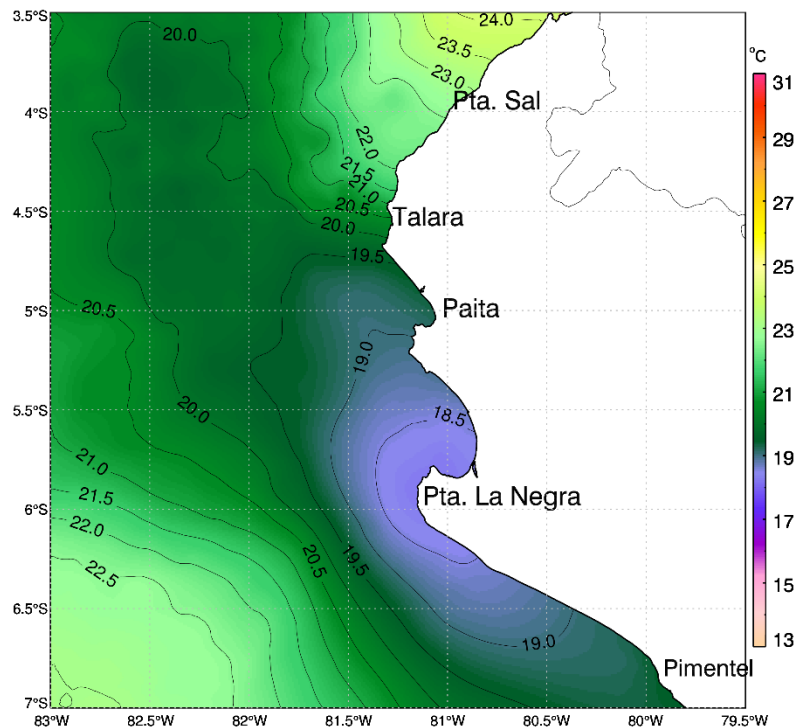 3.5°S
20.0
24.0
23.5
23.0
°C
31
4°S
Pta. Sal
29
22.0
21.5
21.0
20.5
20.0
27
4.5°S
Talara
19.5
25
20.5
5°S
Paita
23
19.0
21
5.5°S
20.0
18.5
19
21.0
21.5
22.0
22.5
6°S
Pta. La Negra
17
20.5
19.5
15
6.5°S
19.0
13
Pimentel
7°S
83°W 82.5°W 82°W 81.5°W 81°W 80.5°W 80°W 79.5°W